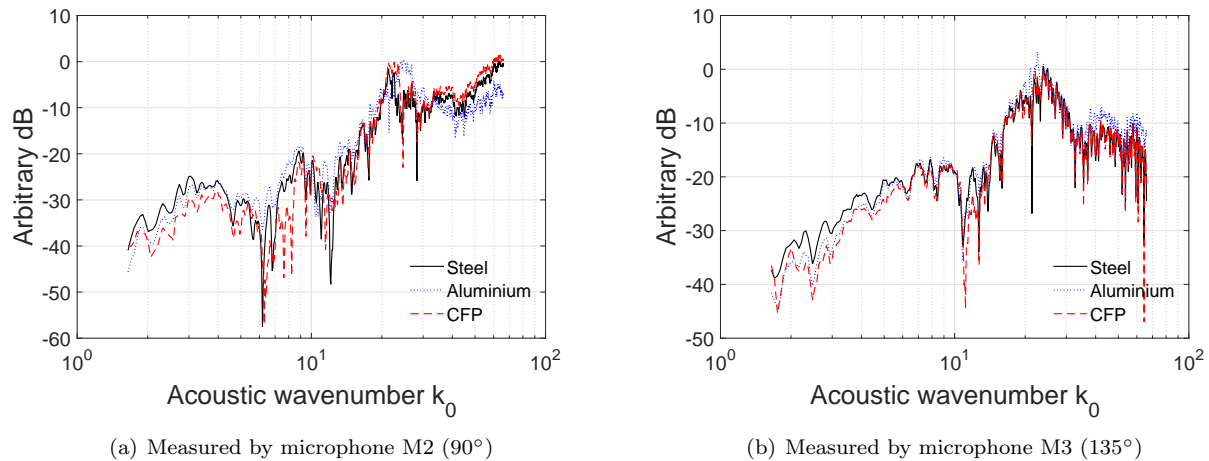 10
0
-10
-20
-30
-40
-50
-60
Arbitrary dB
Steel
Aluminium
CFP
10^0
10^1
10^2
Acoustic wavenumber k_0
(a) Measured by microphone M2 (90°)
10
0
-10
-20
-30
-40
-50
Arbitrary dB
Steel
Aluminium
CFP
10^0
10^1
10^2
Acoustic wavenumber k_0
(b) Measured by microphone M3 (135°)